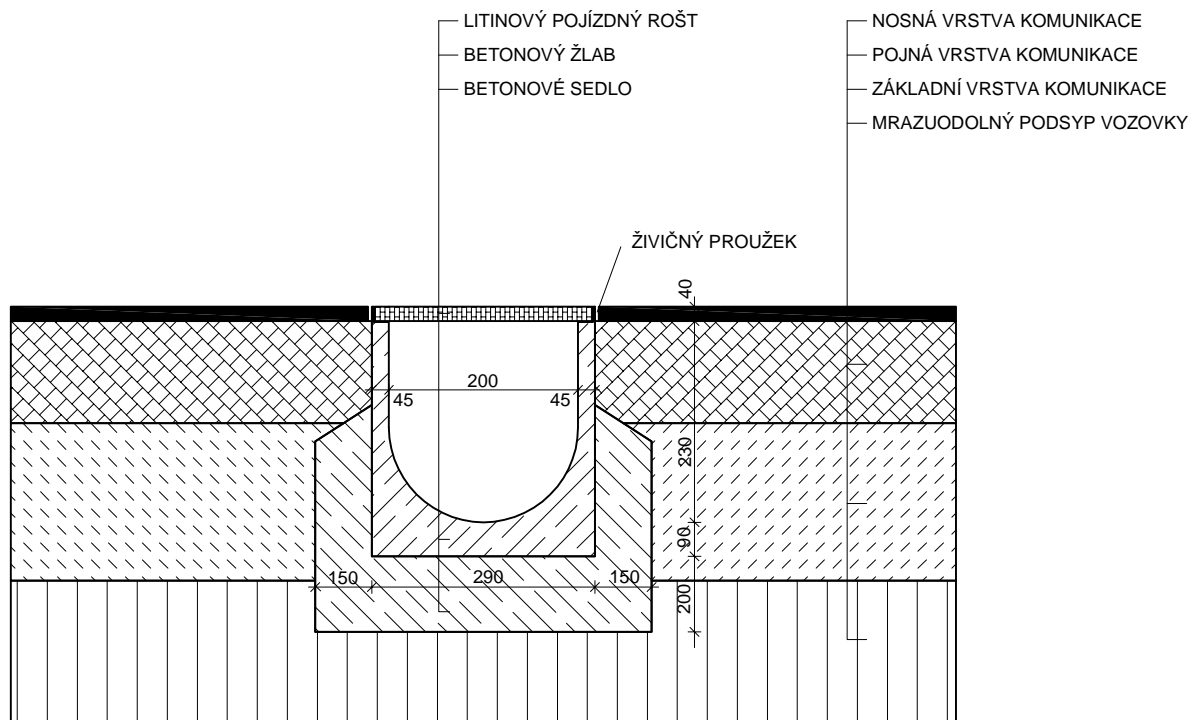 LITINOVÝ POJÍZDNÝ ROŠT
BETONOVÝ ŽLAB
BETONOVÉ SEDLO
NOSNÁ VRSTVA KOMUNIKACE
POJNÁ VRSTVA KOMUNIKACE
ZÁKLADNÍ VRSTVA KOMUNIKACE
MRAZUODOLNÝ PODSYP VOZOVKY
ŽIVIČNÝ PROUŽEK
40
200
45
45
230
90
150
290
150
200